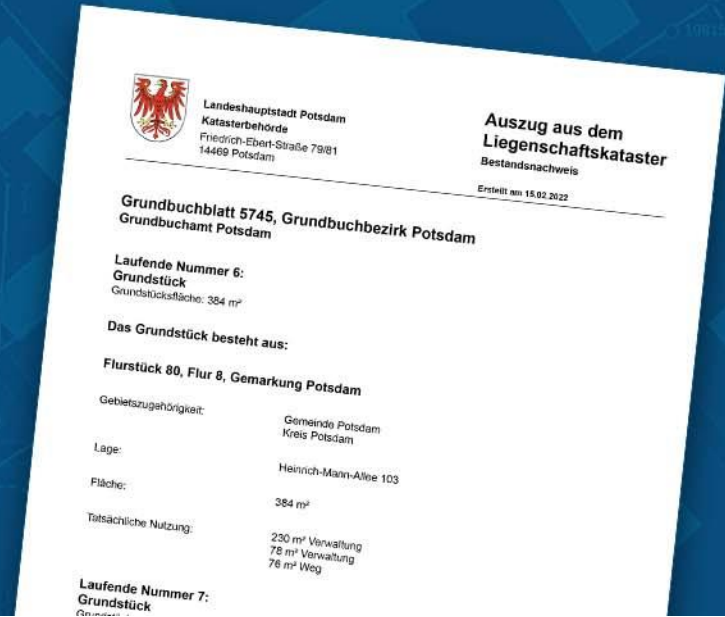 Landeshauptstadt Potsdam
Katasterbehörde
Friedrich-Ebert-Straße 79/81
14469 Potsdam
Auszug aus dem
Liegenschaftskataster
Bestandsnachweis
Erstellt am 15.02.2022
Grundbuchblatt 5745, Grundbuchbezirk Potsdam
Grundbuchamt Potsdam
Laufende Nummer 6:
Grundstück
Grundstücksfläche: 384 m²
Das Grundstück besteht aus:
Flurstück 80, Flur 8, Gemarkung Potsdam
Gebietszugehörigkeit: Gemeinde Potsdam
Kreis Potsdam
Lage: Heinrich-Mann-Allee 103
Fläche: 384 m²
Tatsächliche Nutzung: 230 m² Verwaltung
78 m² Verwaltung
76 m² Weg
Laufende Nummer 7:
Grundstück